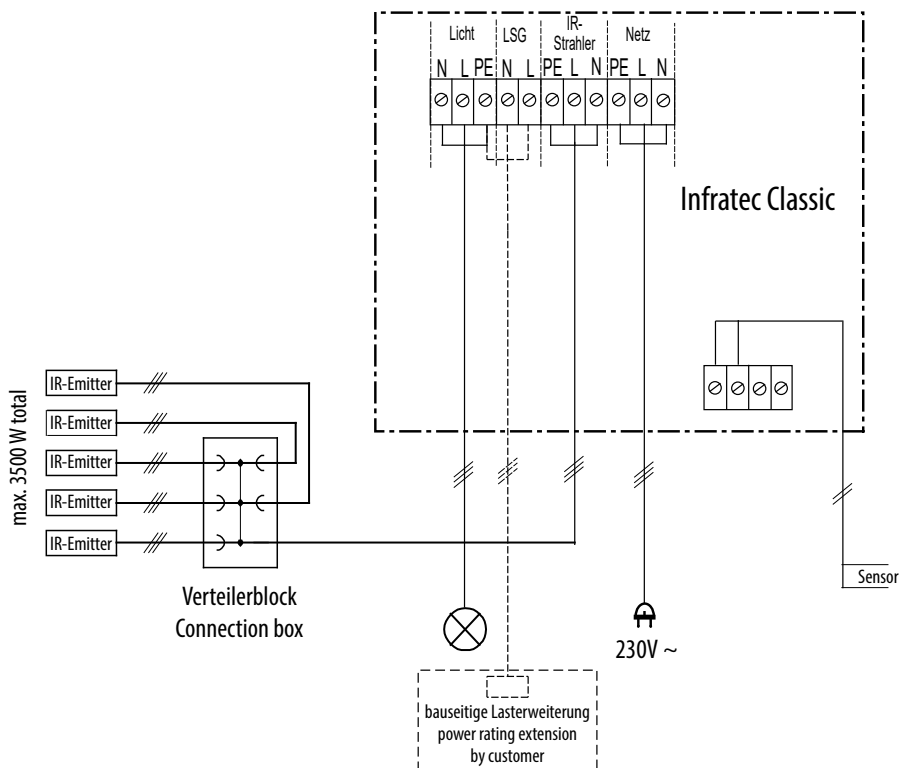 Licht
LSG
IR-
Strahler
Netz
N L PE N L PE L N PE L N
Infratec Classic
max. 3500 W total
IR-Emitter
IR-Emitter
IR-Emitter
IR-Emitter
IR-Emitter
Verteilerblock
Connection box
230V ~
Sensor
bauseitige Lasterweiterung
power rating extension
by customer